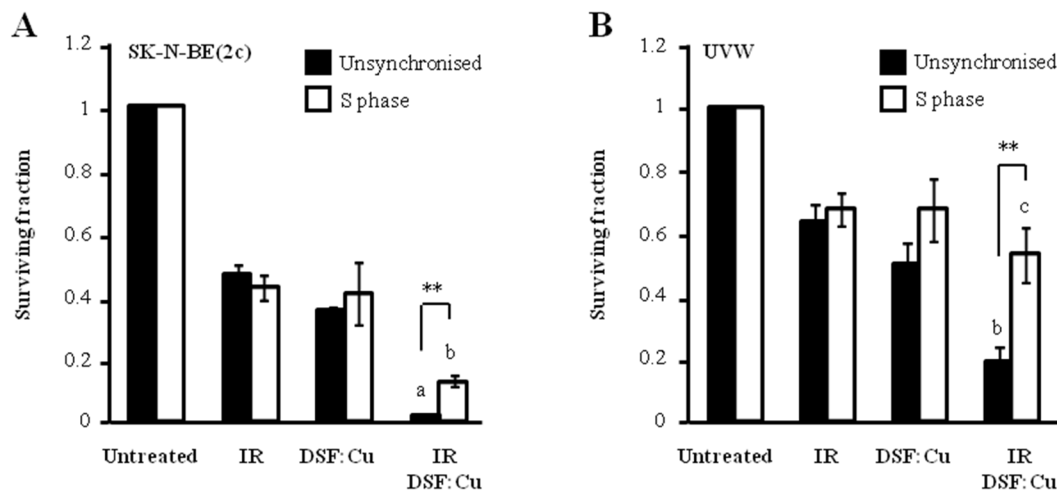 A
SK-N-BE(2c)
Unsynchronised
S phase
Surviving fraction
1.2
1
0.8
0.6
0.4
0.2
0
**
a
b
Untreated
IR
DSF:Cu
IR
DSF:Cu
B
UVW
Unsynchronised
S phase
Surviving fraction
1.2
1
0.8
0.6
0.4
0.2
0
**
b
c
Untreated
IR
DSF:Cu
IR
DSF:Cu